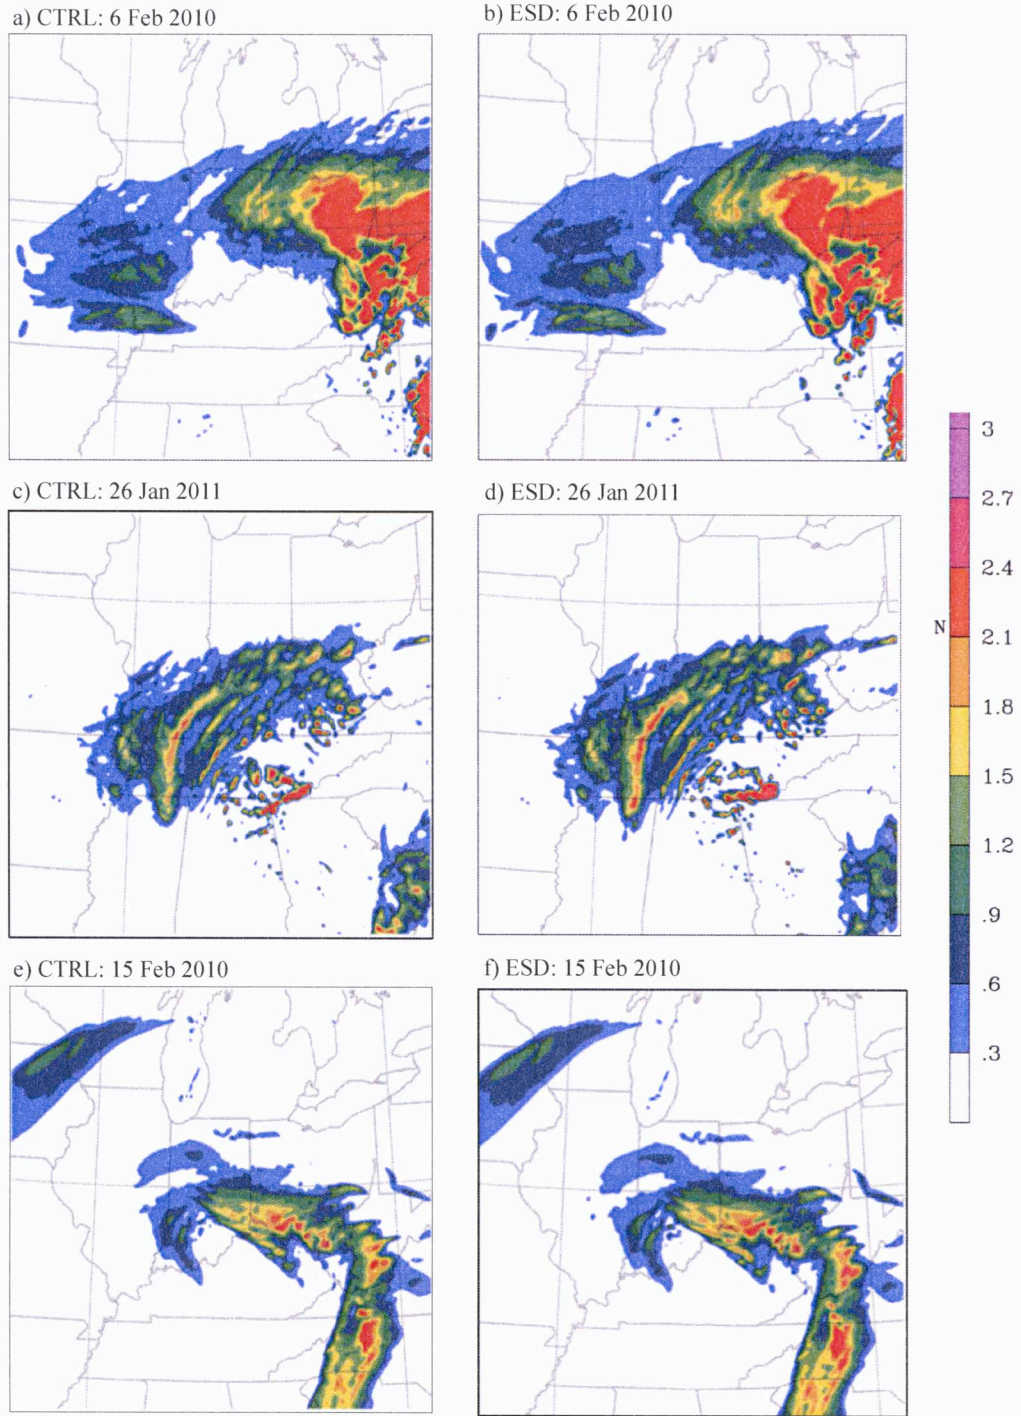 a) CTRL: 6 Feb 2010
b) ESD: 6 Feb 2010
c) CTRL: 26 Jan 2011
d) ESD: 26 Jan 2011
e) CTRL: 15 Feb 2010
f) ESD: 15 Feb 2010
3
2.7
2.4
N
2.1
1.8
1.5
1.2
.9
.6
.3